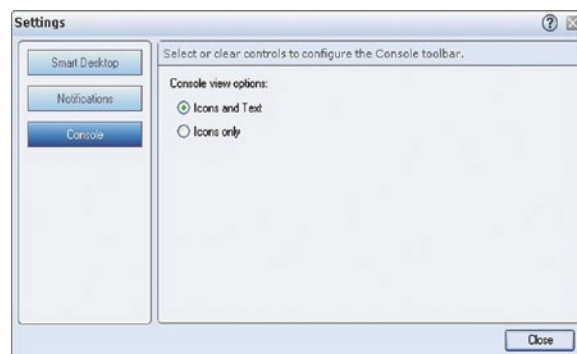 Settings
Smart Desktop
Notifications
Console
Select or clear controls to configure the Console toolbar.
Console view options:
Icons and Text
Icons only
Close